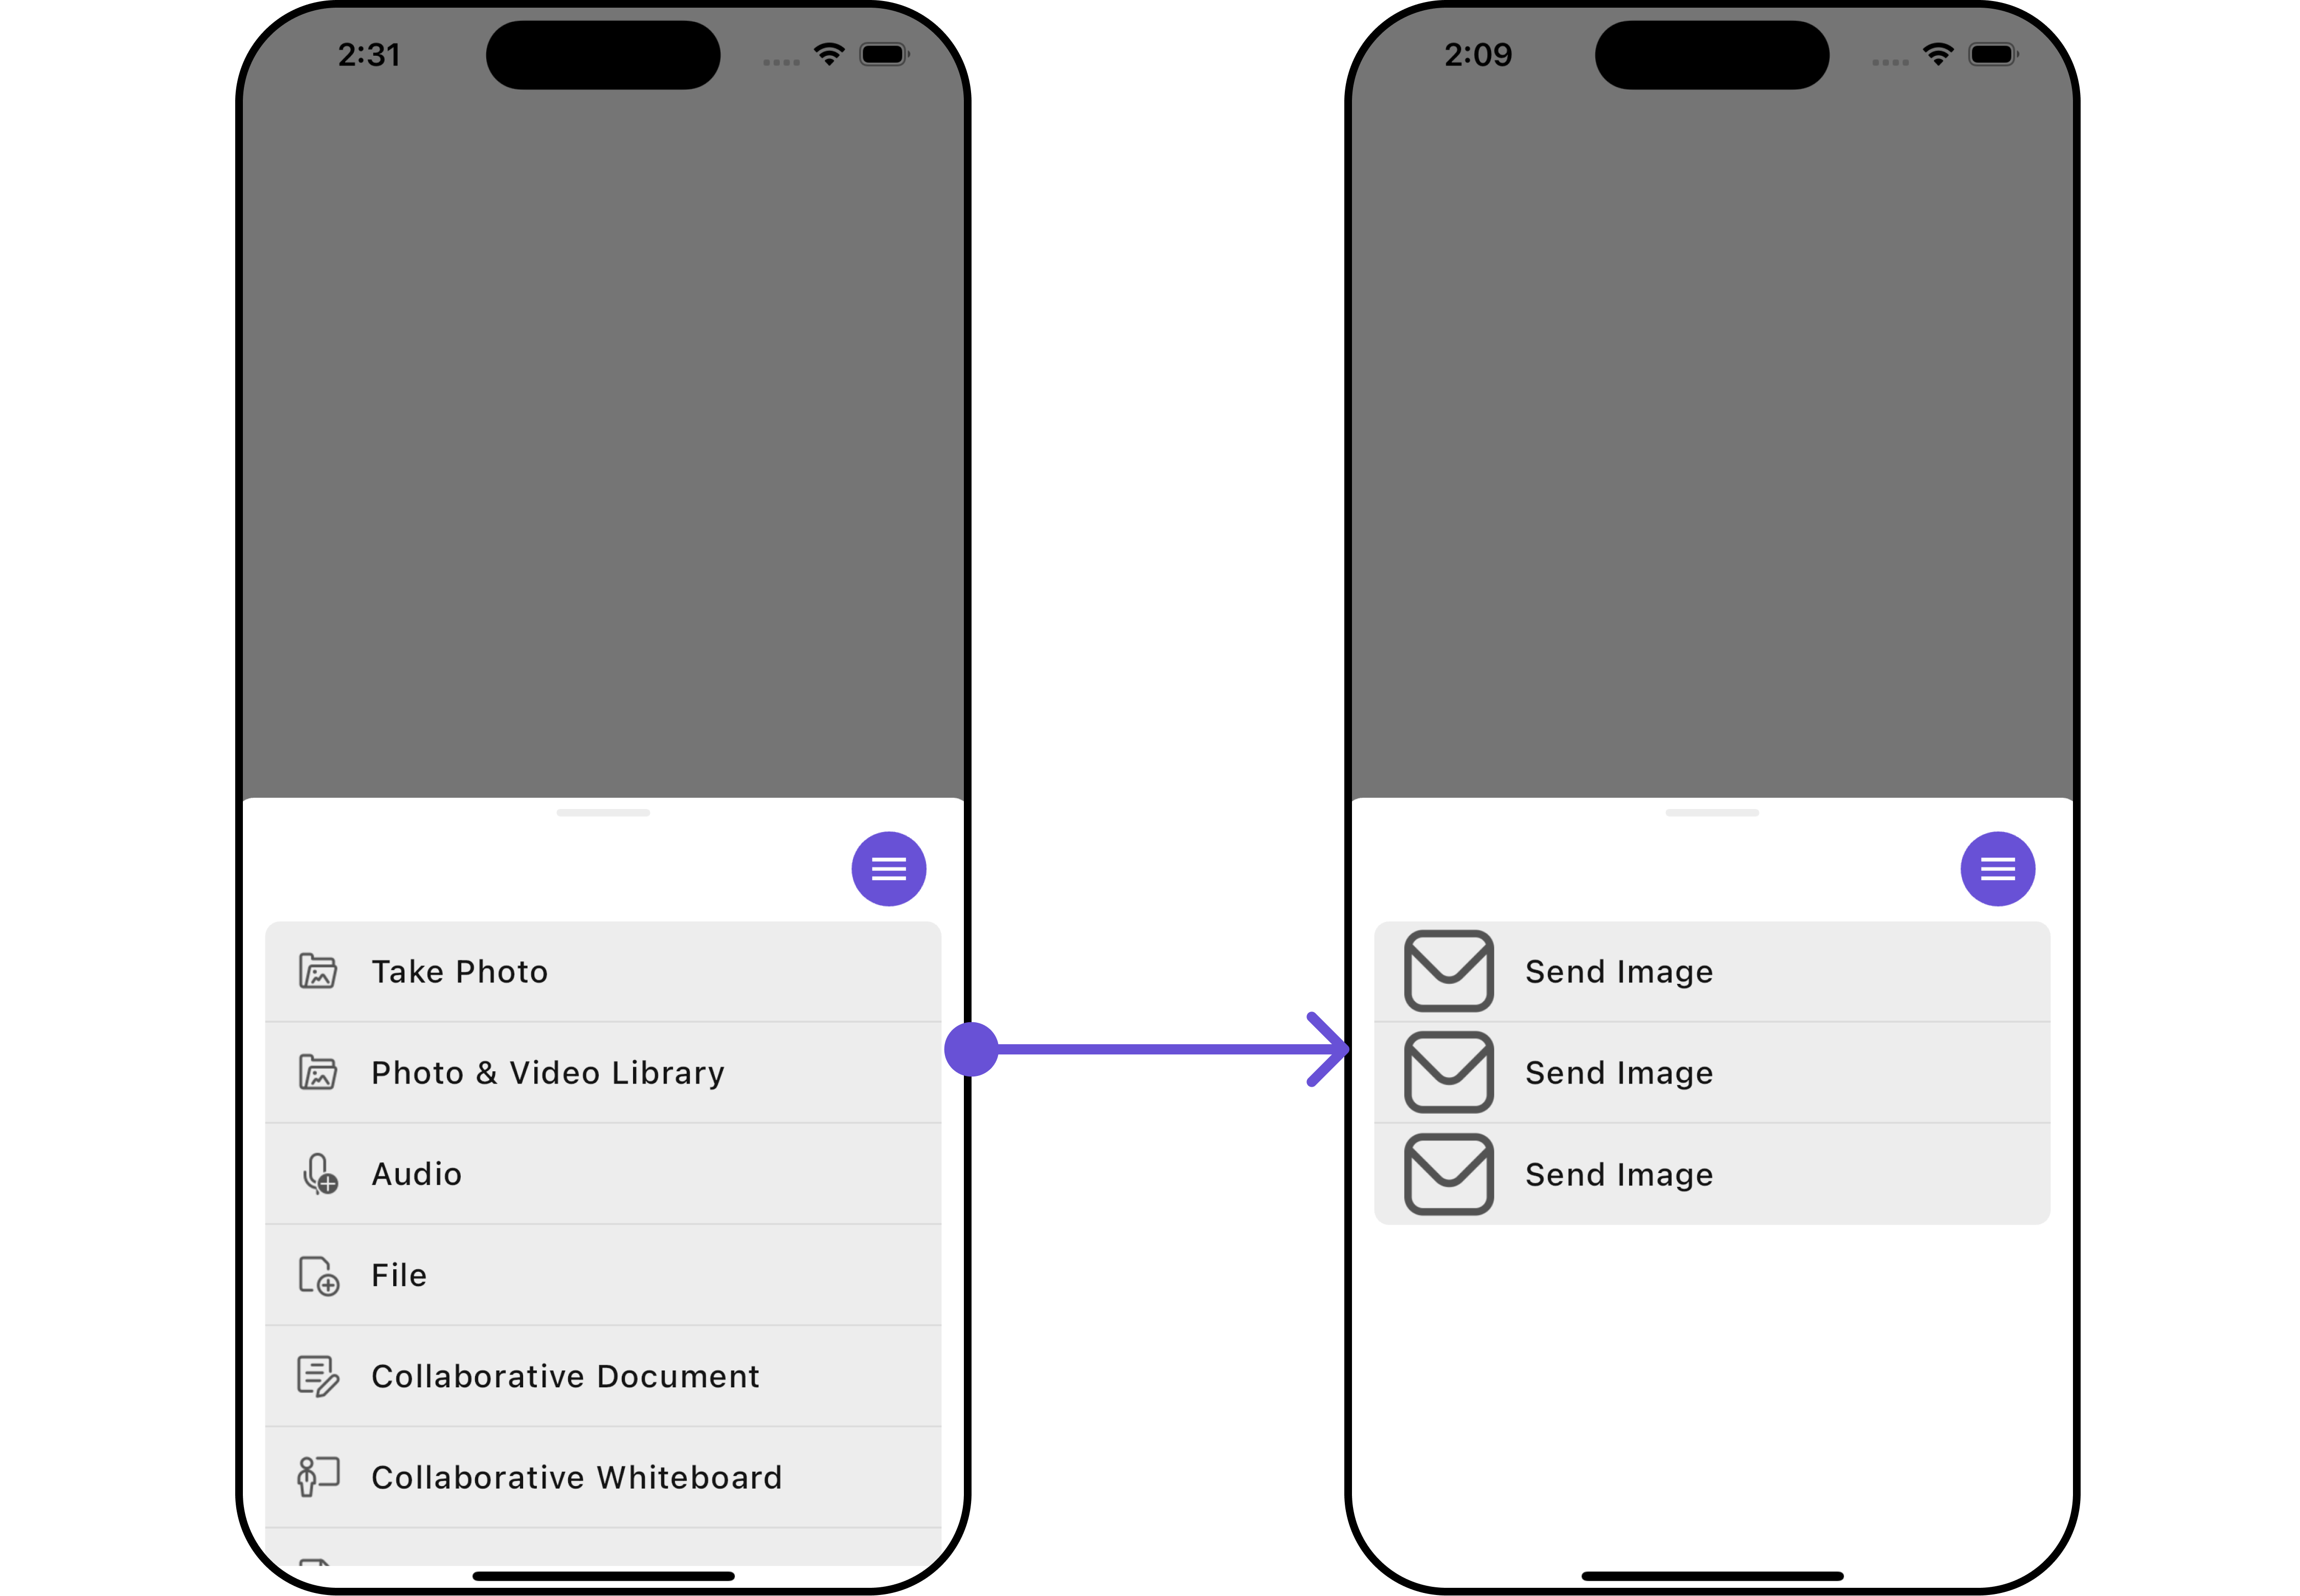 2:31
Take Photo
Photo & Video Library
Audio
File
Collaborative Document
Collaborative Whiteboard
2:09
Send Image
Send Image
Send Image